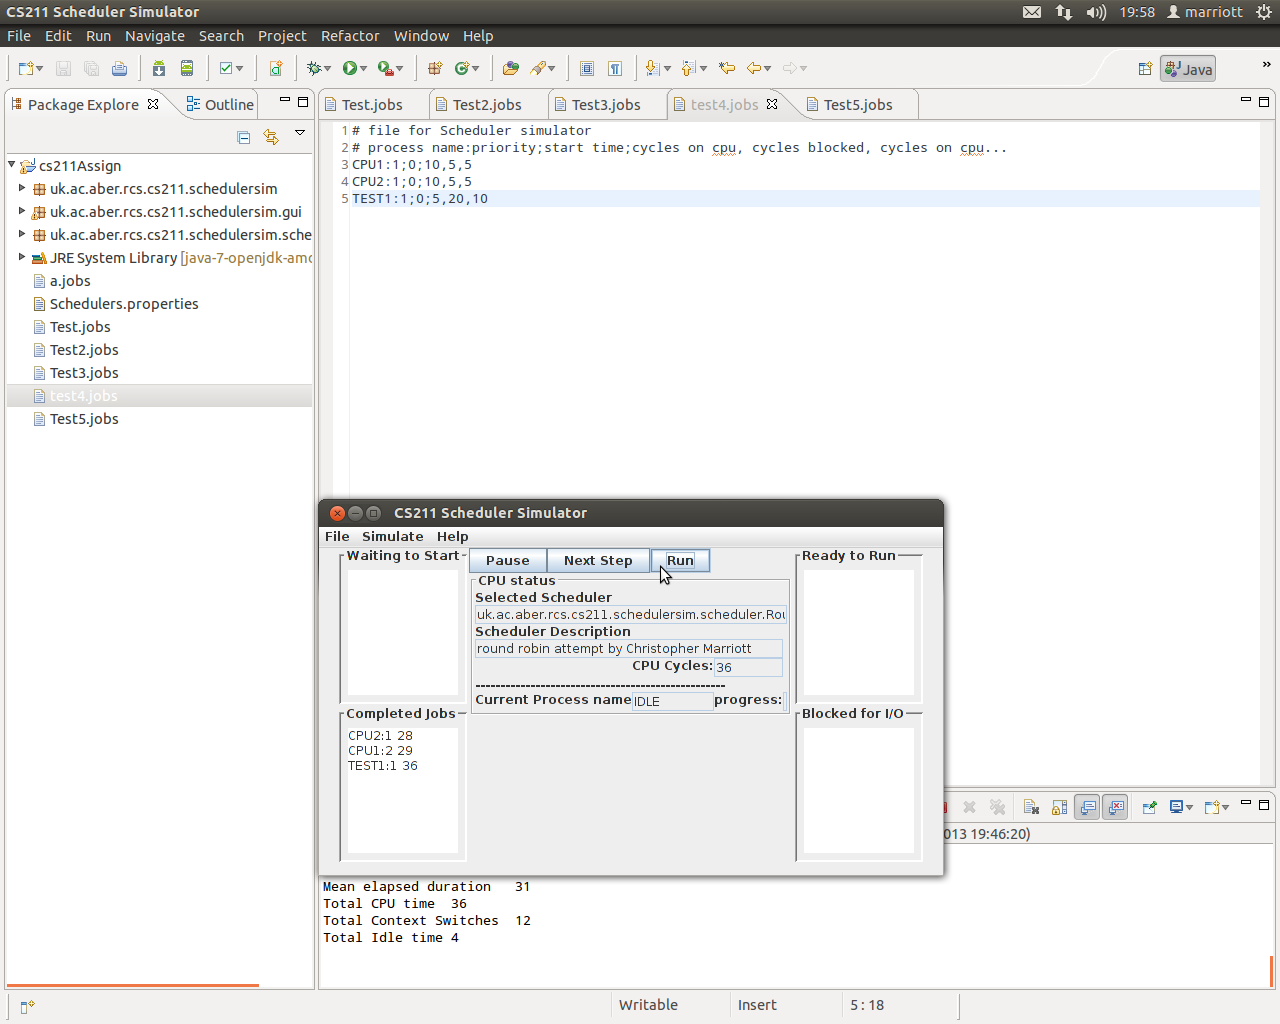 CS211 Scheduler Simulator
19:58 marriott
File Edit Run Navigate Search Project Refactor Window Help
Java
»
Package Explore
Outline
Test.jobs
Test2.jobs
Test3.jobs
test4.jobs
Test5.jobs
cs211Assign
uk.ac.aber.rcs.cs211.schedulersim
uk.ac.aber.rcs.cs211.schedulersim.gui
uk.ac.aber.rcs.cs211.schedulersim.sche
JRE System Library [java-7-openjdk-amd
a.jobs
Schedulers.properties
Test.jobs
Test2.jobs
Test3.jobs
test4.jobs
Test5.jobs
1 # file for Scheduler simulator
2 # process name:priority;start time;cycles on cpu, cycles blocked, cycles on cpu...
3 CPU1:1;0;10,5,5
4 CPU2:1;0;10,5,5
5 TEST1:1;0;5,20,10
CS211 Scheduler Simulator
File Simulate Help
Waiting to Start
Pause Next Step Run
Ready to Run
CPU status
Selected Scheduler
uk.ac.aber.rcs.cs211.schedulersim.scheduler.Rou
Scheduler Description
round robin attempt by Christopher Marriott
CPU Cycles: 36
--------------------------------------------------
Current Process name IDLE progress:
Completed Jobs
CPU2:1 28
CPU1:2 29
TEST1:1 36
Blocked for I/O
013 19:46:20)
Mean elapsed duration 31
Total CPU time 36
Total Context Switches 12
Total Idle time 4
Writable Insert 5 : 18